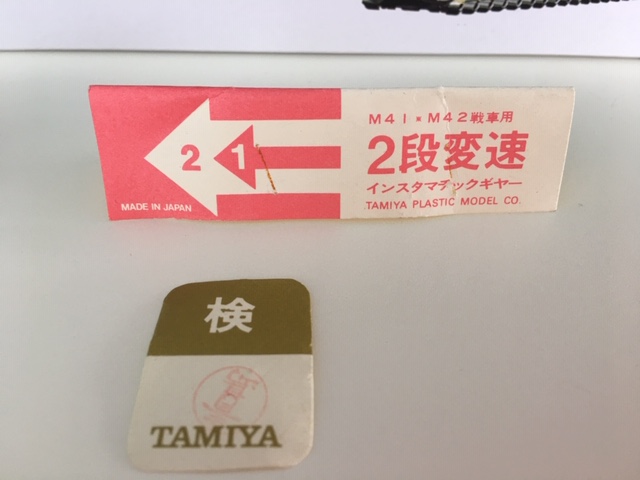 M41・M42戦車用
2 1
2段変速
インスタマチックギヤー
MADE IN JAPAN
TAMIYA PLASTIC MODEL CO.
検
TAMIYA